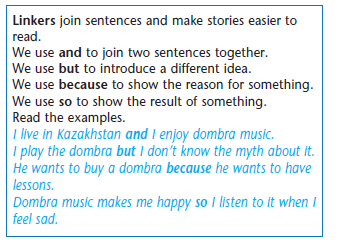 Linkers join sentences and make stories easier to
read.
We use and to join two sentences together.
We use but to introduce a different idea.
We use because to show the reason for something.
We use so to show the result of something.
Read the examples.
I live in Kazakhstan and I enjoy dombra music.
I play the dombra but I don't know the myth about it.
He wants to buy a dombra because he wants to have
lessons.
Dombra music makes me happy so I listen to it when I
feel sad.